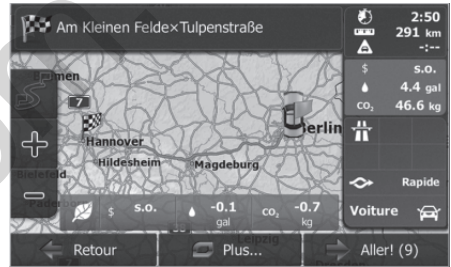 Am Kleinen Felde×Tulpenstraße
2:50
291 km
-:--
$ s.o.
4.4 gal
CO₂ 46.6 kg
7
Hannover
Berlin
Hildesheim
Magdeburg
Bielefeld
$ s.o.
-0.1 gal
CO₂ -0.7 kg
Rapide
Voiture
Leipzig
Retour
Plus...
Aller! (9)